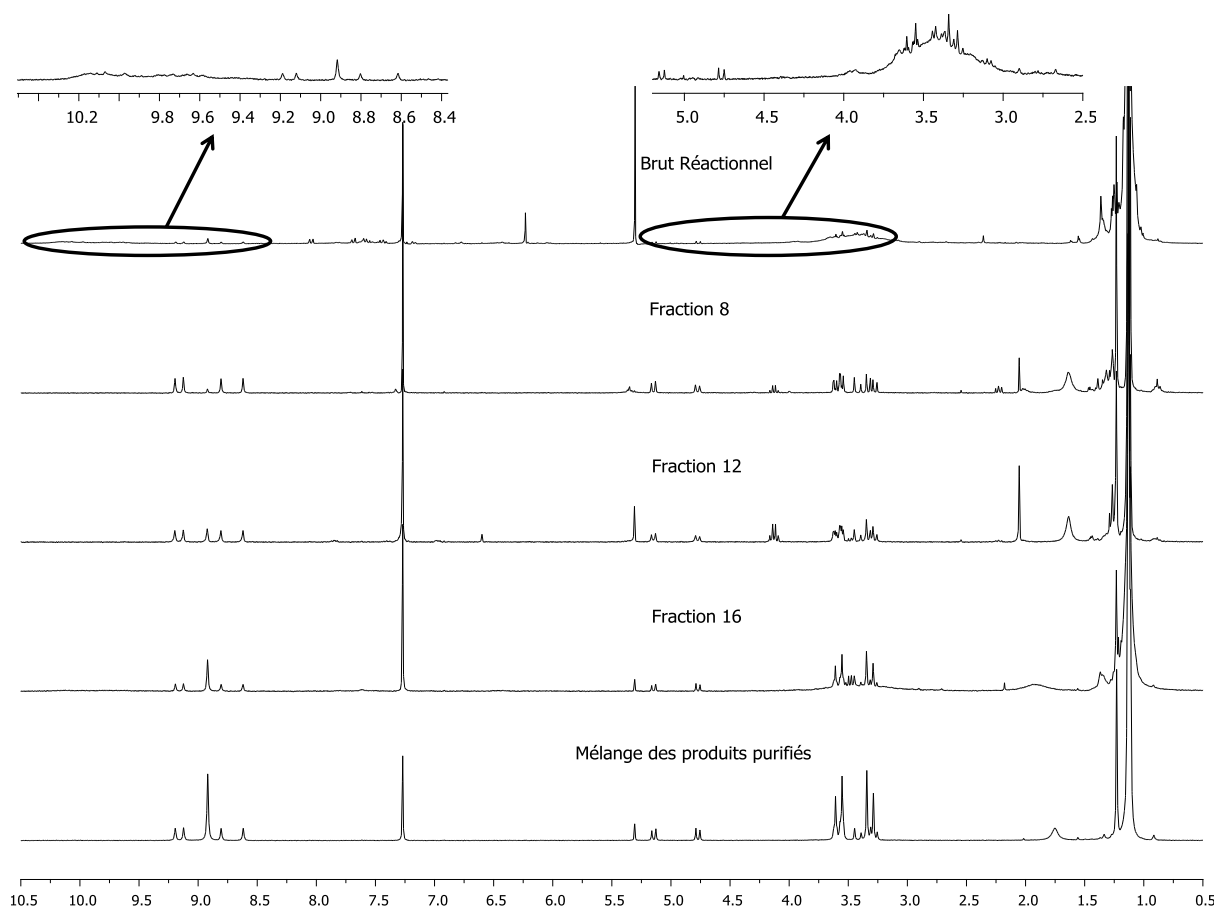 10.2 9.8 9.6 9.4 9.2 9.0 8.8 8.6 8.4
5.0 4.5 4.0 3.5 3.0 2.5
Brut Réactionnel
Fraction 8
Fraction 12
Fraction 16
Mélange des produits purifiés
10.5 10.0 9.5 9.0 8.5 8.0 7.5 7.0 6.5 6.0 5.5 5.0 4.5 4.0 3.5 3.0 2.5 2.0 1.5 1.0 0.5